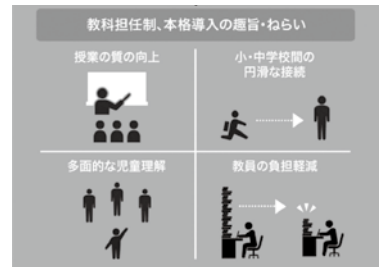 教科担任制、本格導入の趣旨・ねらい
授業の質の向上
小・中学校間の
円滑な接続
多面的な児童理解
教員の負担軽減